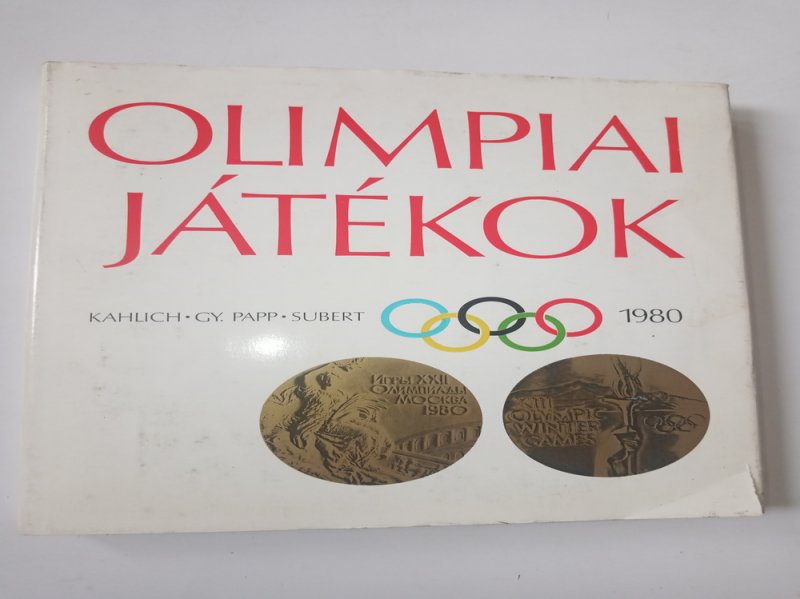 OLIMPIAI
JÁTÉKOK
KAHLICH · GY. PAPP · SUBERT
1980
ИГРЫ XXII
ОЛИМПИАДЫ
МОСКВА
1980
XIII
OLYMPIC
WINTER
GAMES